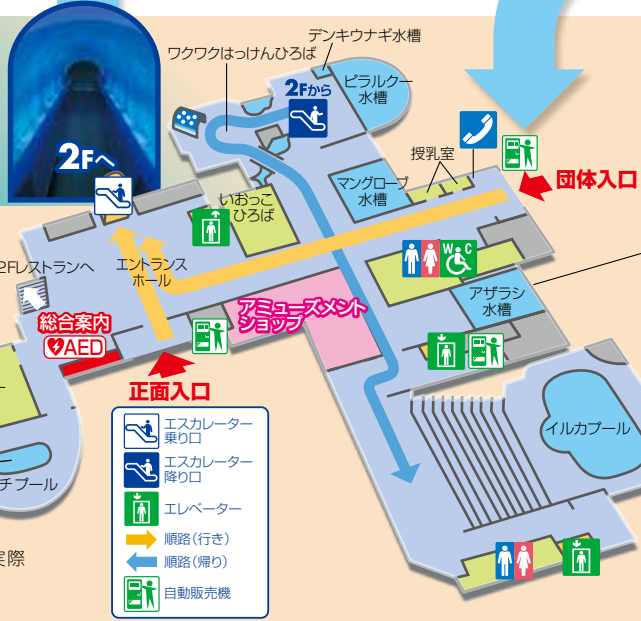 デンキウナギ水槽
ワクワクはっけんひろば
2Fから
ピラルクー
水槽
2Fへ
授乳室
団体入口
マングローブ
水槽
いおっこ
ひろば
W C
2Fレストランへ
エントランス
ホール
アザラシ
水槽
アミューズメント
ショップ
総合案内
AED
正面入口
エスカレーター
乗り口
エスカレーター
降り口
エレベーター
順路(行き)
順路(帰り)
自動販売機
イルカプール
ー
ー
チプール
実際